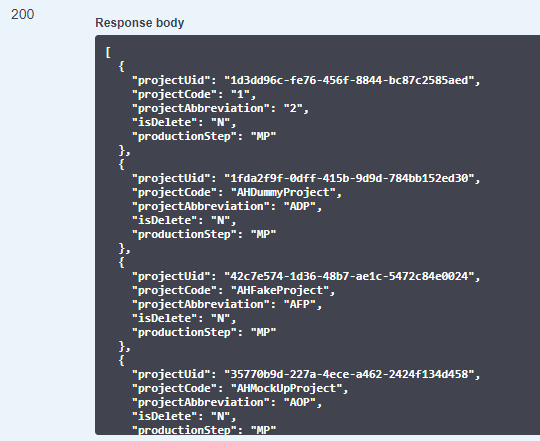 200
Response body
[
  {
    "projectUid": "1d3dd96c-fe76-456f-8844-bc87c2585aed",
    "projectCode": "1",
    "projectAbbreviation": "2",
    "isDelete": "N",
    "productionStep": "MP"
  },
  {
    "projectUid": "1fda2f9f-0dff-415b-9d9d-784bb152ed30",
    "projectCode": "AHDummyProject",
    "projectAbbreviation": "ADP",
    "isDelete": "N",
    "productionStep": "MP"
  },
  {
    "projectUid": "42c7e574-1d36-48b7-ae1c-5472c84e0024",
    "projectCode": "AHFakeProject",
    "projectAbbreviation": "AFP",
    "isDelete": "N",
    "productionStep": "MP"
  },
  {
    "projectUid": "35770b9d-227a-4ece-a462-2424f134d458",
    "projectCode": "AHMockUpProject",
    "projectAbbreviation": "AOP",
    "isDelete": "N",
    "productionStep": "MP"